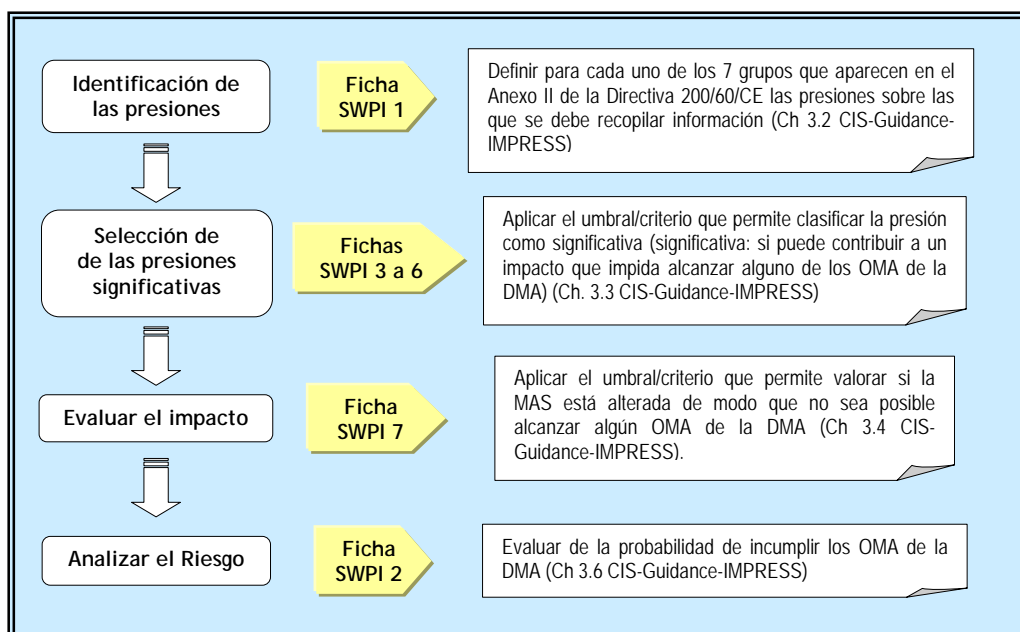 Identificación de
las presiones
Ficha
SWPI 1
Definir para cada uno de los 7 grupos que aparecen en el
Anexo II de la Directiva 200/60/CE las presiones sobre las
que se debe recopilar información (Ch 3.2 CIS-Guidance-
IMPRESS)
Selección de
de las presiones
significativas
Fichas
SWPI 3 a 6
Aplicar el umbral/criterio que permite clasificar la presión
como significativa (significativa: si puede contribuir a un
impacto que impida alcanzar alguno de los OMA de la
DMA) (Ch. 3.3 CIS-Guidance-IMPRESS)
Evaluar el impacto
Ficha
SWPI 7
Aplicar el umbral/criterio que permite valorar si la
MAS está alterada de modo que no sea posible
alcanzar algún OMA de la DMA (Ch 3.4 CIS-
Guidance-IMPRESS).
Analizar el Riesgo
Ficha
SWPI 2
Evaluar de la probabilidad de incumplir los OMA de la
DMA (Ch 3.6 CIS-Guidance-IMPRESS)